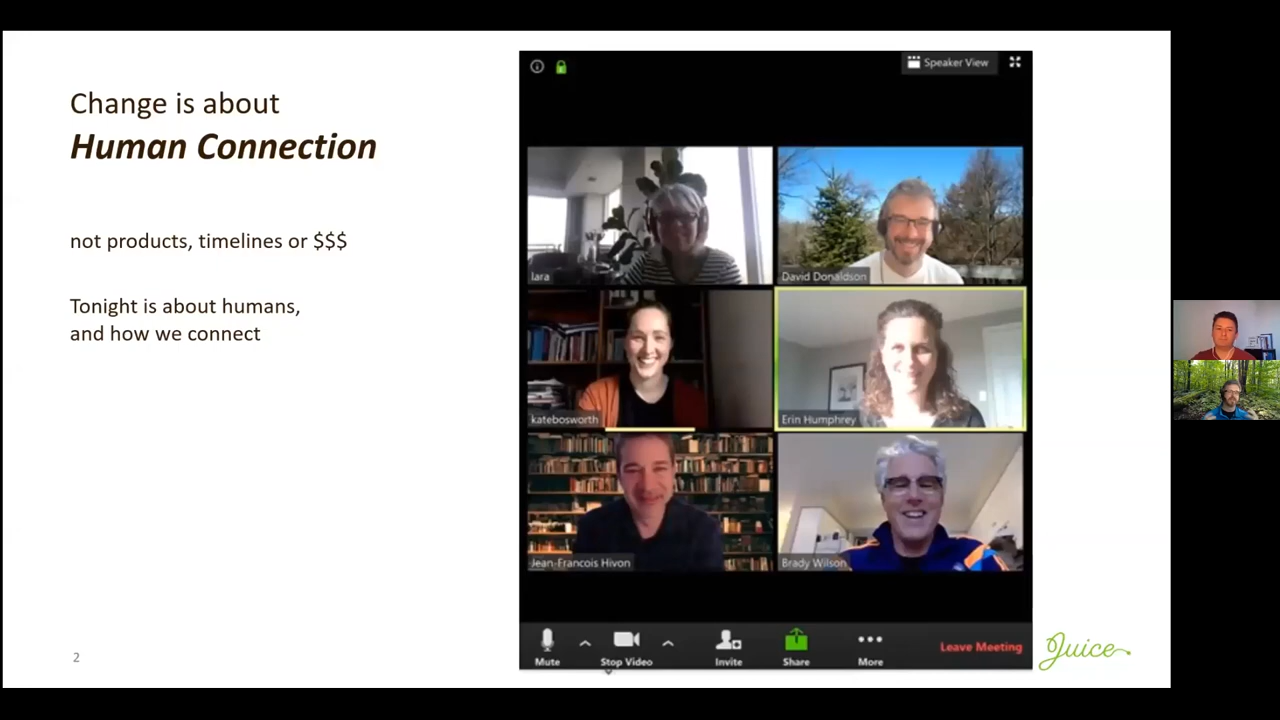 Change is about
Human Connection
not products, timelines or $$$
Tonight is about humans,
and how we connect
2
Speaker View
lara
David Donaldson
katebosworth
Erin Humphrey
Jean-Francois Hivon
Brady Wilson
Mute
Stop Video
Invite
Share
More
Leave Meeting
Juice